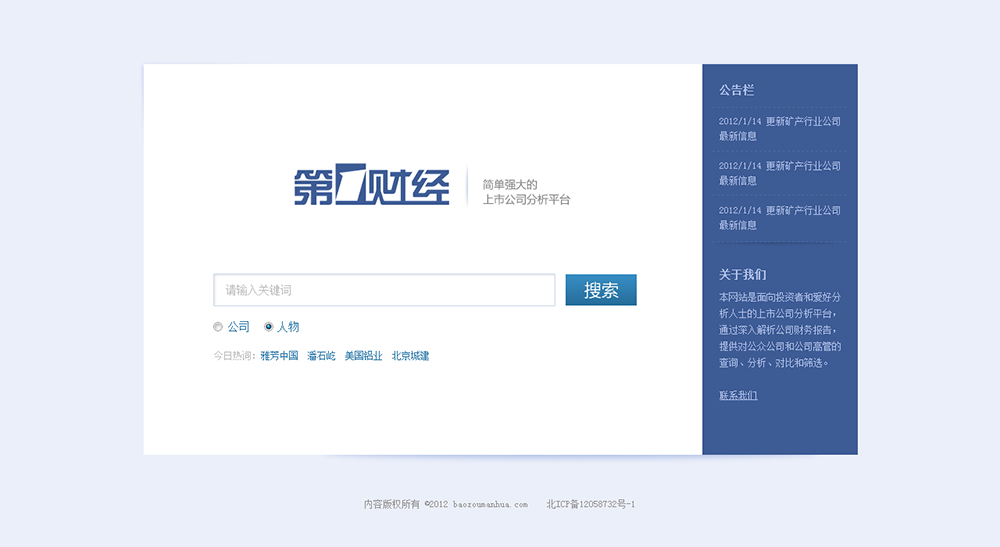 第1财经
简单强大的
上市公司分析平台
请输入关键词
搜索
公司 人物
今日热词: 雅芳中国 潘石屹 美国铝业 北京城建
公告栏
2012/1/14 更新矿产行业公司
最新信息
2012/1/14 更新矿产行业公司
最新信息
2012/1/14 更新矿产行业公司
最新信息
关于我们
本网站是面向投资者和爱好分
析人士的上市公司分析平台,
通过深入解析公司财务报告,
提供对公众公司和公司高管的
查询、分析、对比和筛选。
联系我们
内容版权所有 ©2012 baozoumanhua.com 北ICP备12058732号-1